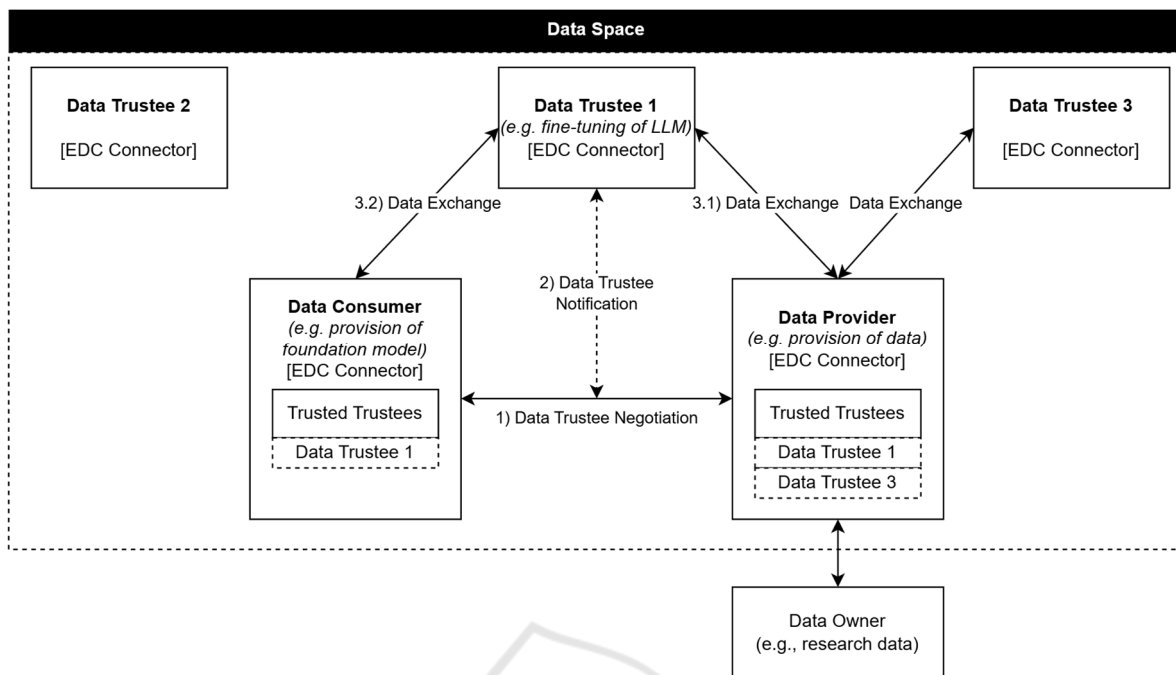 Data Space
Data Trustee 2
[EDC Connector]
Data Trustee 1
(e.g. fine-tuning of LLM)
[EDC Connector]
Data Trustee 3
[EDC Connector]
3.2) Data Exchange
3.1) Data Exchange
Data Exchange
2) Data Trustee
Notification
Data Consumer
(e.g. provision of
foundation model)
[EDC Connector]
Trusted Trustees
Data Trustee 1
1) Data Trustee Negotiation
Data Provider
(e.g. provision of data)
[EDC Connector]
Trusted Trustees
Data Trustee 1
Data Trustee 3
Data Owner
(e.g., research data)